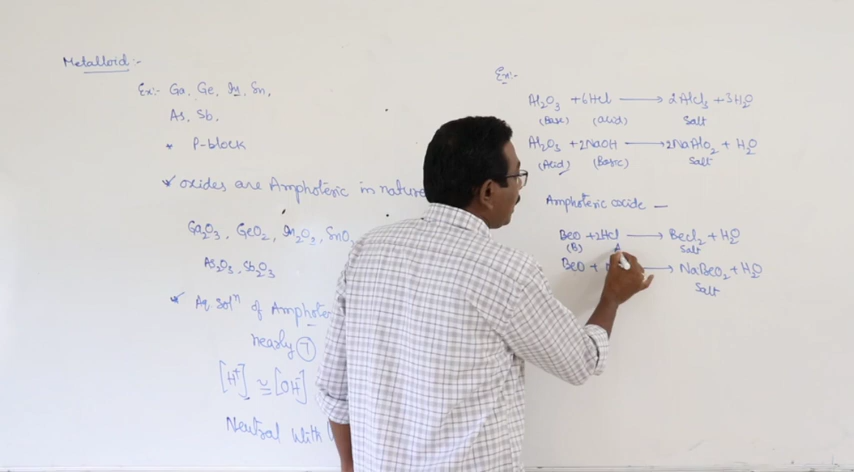 Metalloid :-
Ex:- Ga, Ge, In, Sn,
As, Sb.
* P-block
* oxides are Amphoteric in nature
Ga2O3, GeO2, In2O3, SnO
As2O3, Sb2O3
* Aq solⁿ of Amphoter
nearly 7
[H⁺] ≅ [OH⁻]
Neutral with
Ex:-
Al2O3 + 6HCl ⟶ 2AlCl3 + 3H2O
(Base) (acid) Salt
Al2O3 + 2NaOH ⟶ 2NaAlO2 + H2O
(Acid) (Basic) Salt
Amphoteric oxide —
BeO + 2HCl ⟶ BeCl2 + H2O
(B) A Salt
BeO + ⟶ NaBeO2 + H2O
Salt